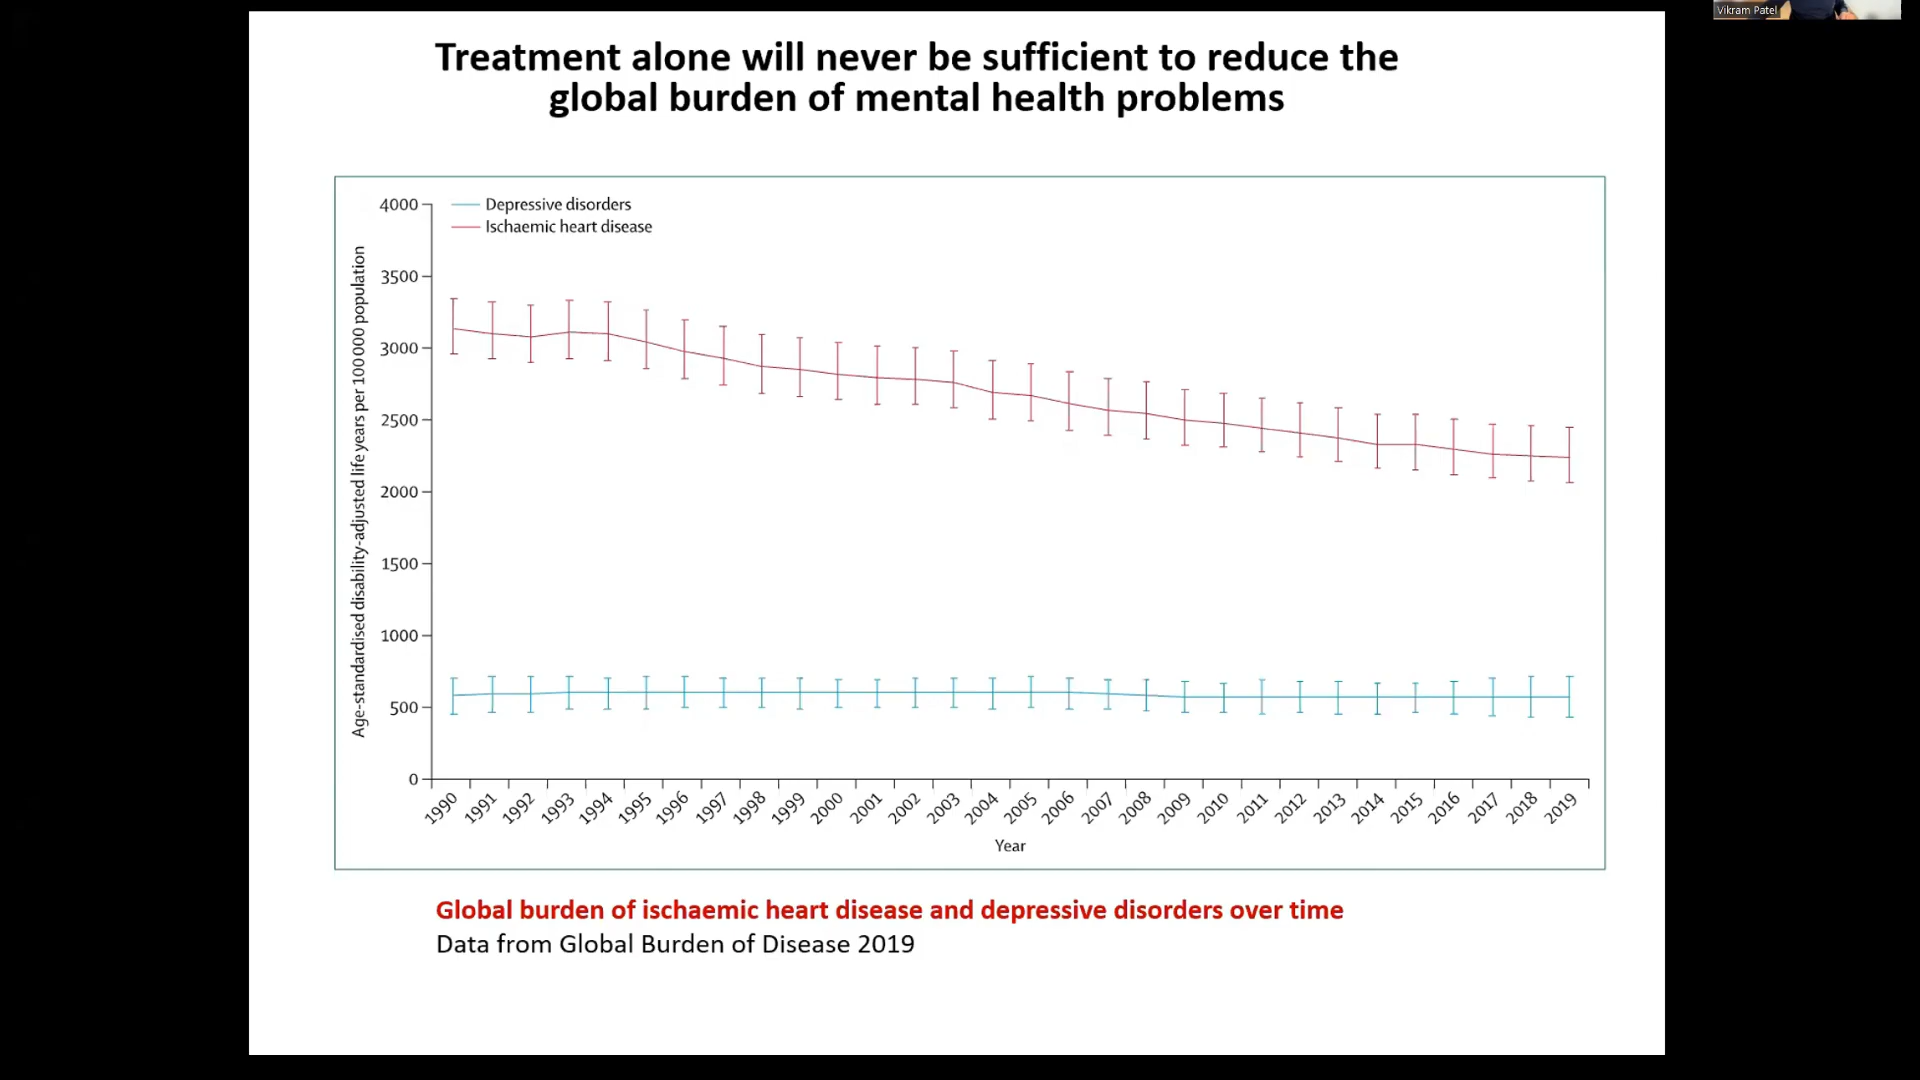 Vikram Patel
Treatment alone will never be sufficient to reduce the
global burden of mental health problems
Depressive disorders
Ischaemic heart disease
Age-standardised disability-adjusted life years per 100 000 population
4000
3500
3000
2500
2000
1500
1000
500
0
1990 1991 1992 1993 1994 1995 1996 1997 1998 1999 2000 2001 2002 2003 2004 2005 2006 2007 2008 2009 2010 2011 2012 2013 2014 2015 2016 2017 2018 2019
Year
Global burden of ischaemic heart disease and depressive disorders over time
Data from Global Burden of Disease 2019